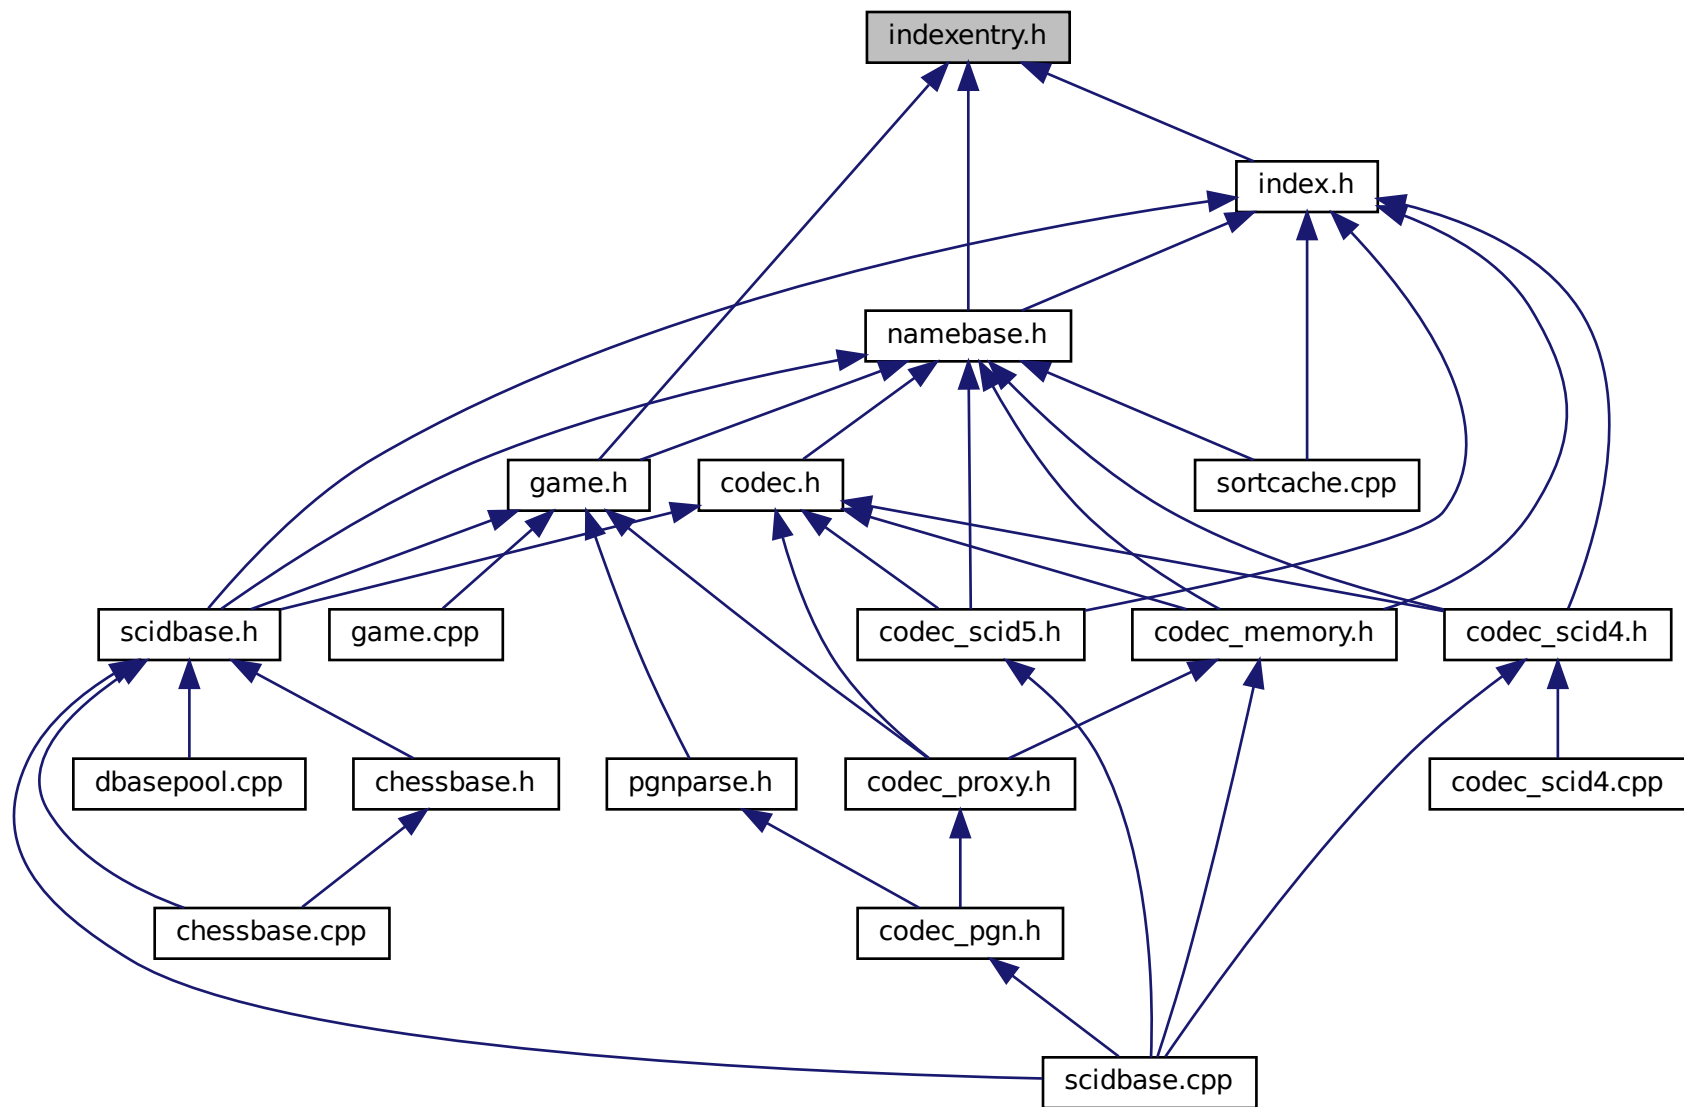 indexentry.h
index.h
namebase.h
game.h
codec.h
sortcache.cpp
scidbase.h
game.cpp
codec_scid5.h
codec_memory.h
codec_scid4.h
dbasepool.cpp
chessbase.h
pgnparse.h
codec_proxy.h
codec_scid4.cpp
chessbase.cpp
codec_pgn.h
scidbase.cpp